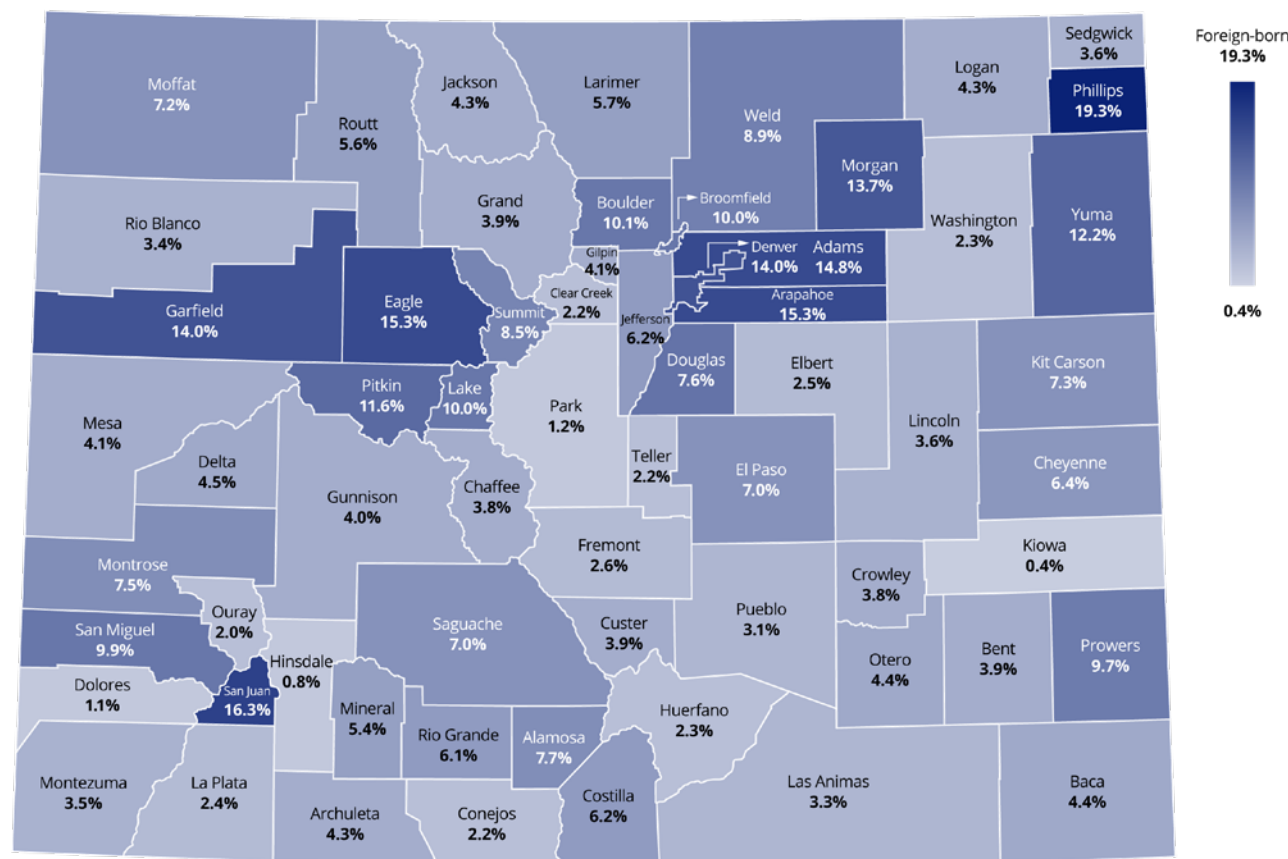 Sedgwick
3.6%
Foreign-born
19.3%
Moffat
7.2%
Jackson
4.3%
Larimer
5.7%
Logan
4.3%
Phillips
19.3%
Routt
5.6%
Weld
8.9%
Morgan
13.7%
Rio Blanco
3.4%
Grand
3.9%
Boulder
10.1%
Broomfield
10.0%
Washington
2.3%
Yuma
12.2%
Gilpin
4.1%
Denver
14.0%
Adams
14.8%
Garfield
14.0%
Eagle
15.3%
Summit
8.5%
Clear Creek
2.2%
Jefferson
6.2%
Arapahoe
15.3%
0.4%
Mesa
4.1%
Pitkin
11.6%
Lake
10.0%
Park
1.2%
Douglas
7.6%
Elbert
2.5%
Lincoln
3.6%
Kit Carson
7.3%
Delta
4.5%
Gunnison
4.0%
Chaffee
3.8%
Teller
2.2%
El Paso
7.0%
Cheyenne
6.4%
Montrose
7.5%
Fremont
2.6%
Crowley
3.8%
Kiowa
0.4%
Ouray
2.0%
San Miguel
9.9%
Saguache
7.0%
Custer
3.9%
Pueblo
3.1%
Otero
4.4%
Bent
3.9%
Prowers
9.7%
Dolores
1.1%
San Juan
16.3%
Hinsdale
0.8%
Mineral
5.4%
Rio Grande
6.1%
Alamosa
7.7%
Huerfano
2.3%
Montezuma
3.5%
La Plata
2.4%
Archuleta
4.3%
Conejos
2.2%
Costilla
6.2%
Las Animas
3.3%
Baca
4.4%